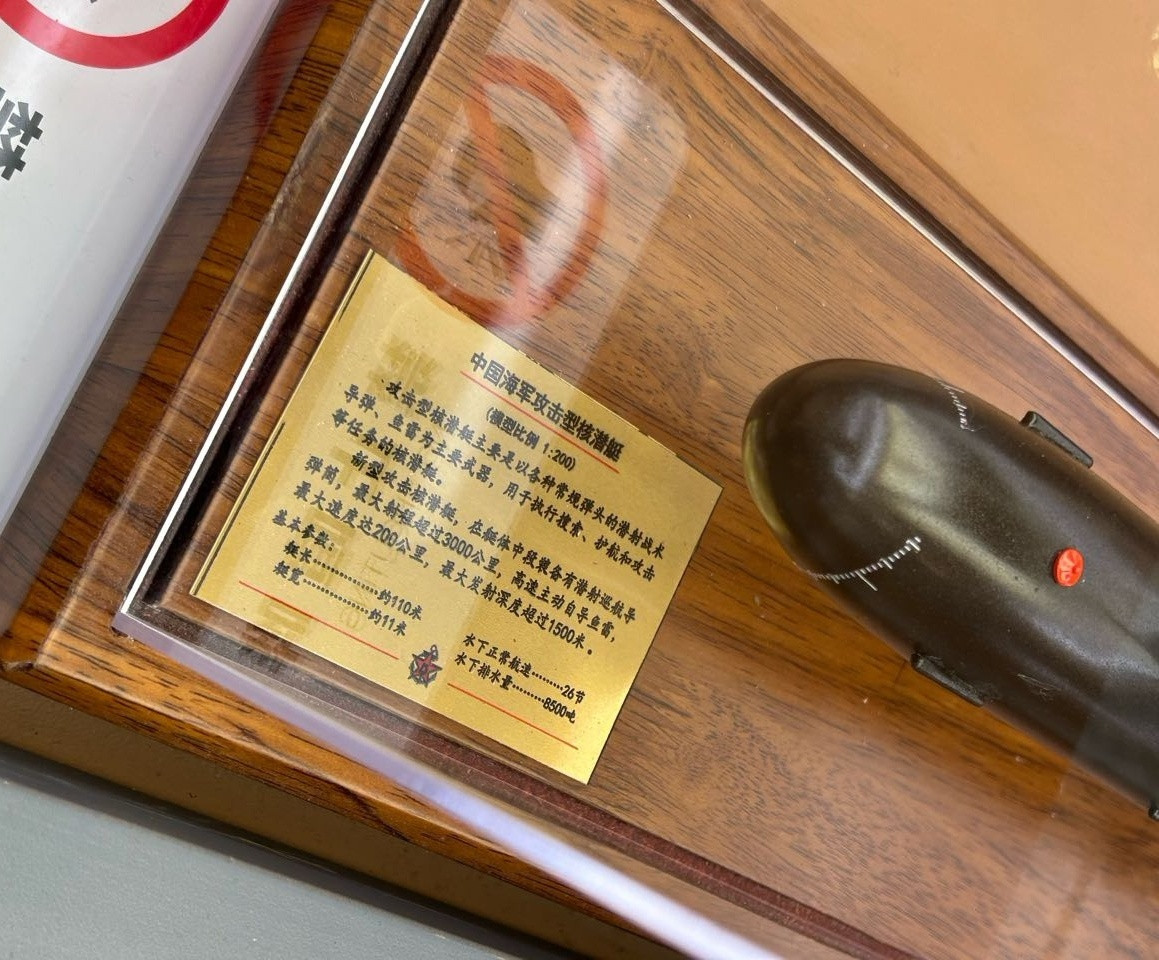 禁
中国海军攻击型核潜艇
(模型比例 1:200)
攻击型核潜艇主要是以各种常规弹头的潜射战术
导弹、鱼雷为主要武器，用于执行搜索、护航和攻击
等任务的核潜艇。
新型攻击核潜艇，在艇体中段装备有潜射巡航导
弹筒，最大射程超过3000公里，高速主动自导鱼雷，
最大速度达200公里，最大发射深度超过1500米。
基本参数：
艇长……………约110米
艇宽……………约11米
水下正常航速………26节
水下排水量………8500吨